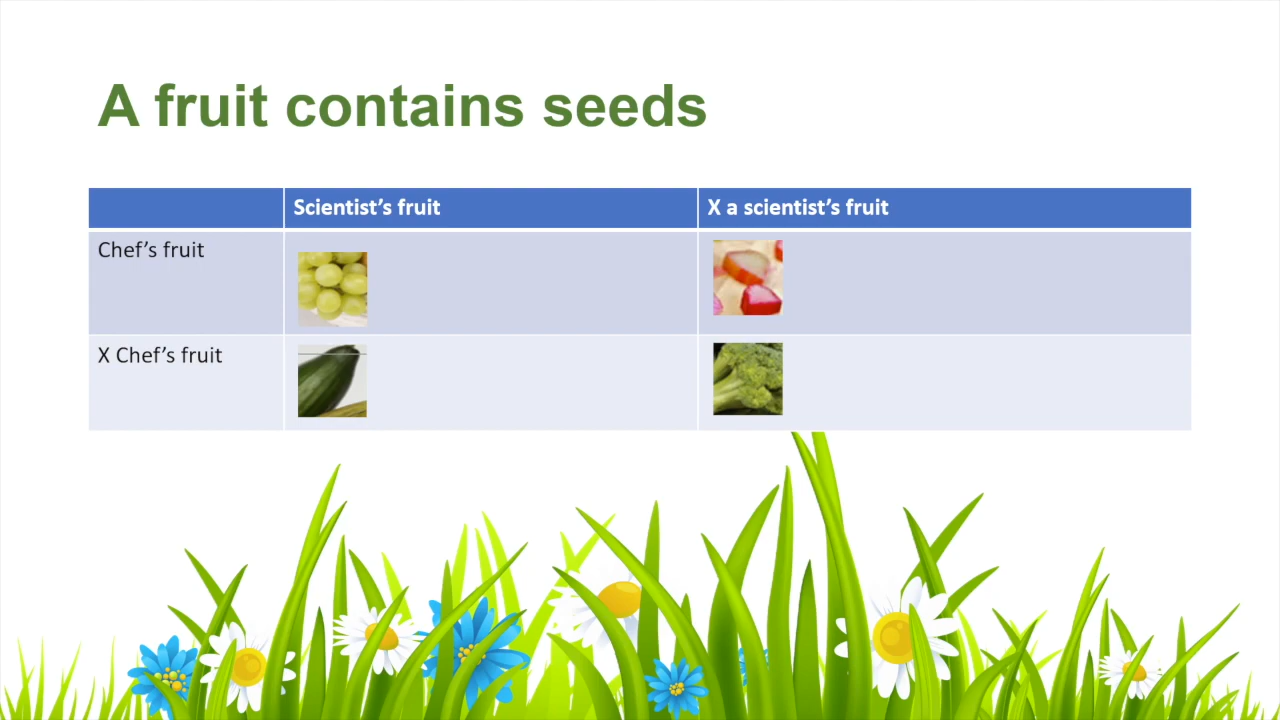 A fruit contains seeds
Scientist’s fruit
X a scientist’s fruit
Chef’s fruit
X Chef’s fruit